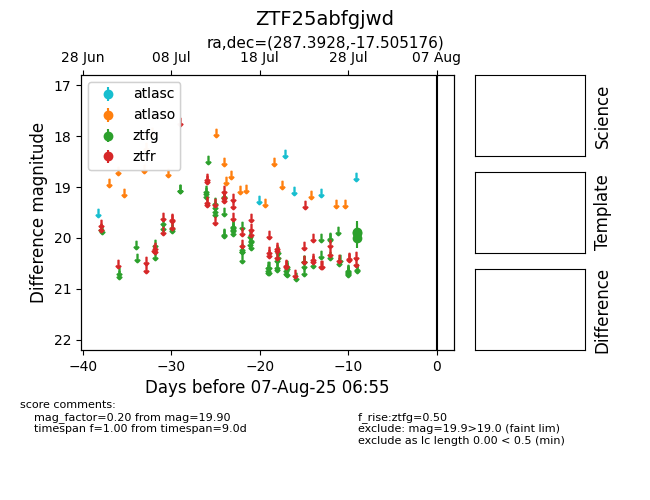 ZTF25abfgjwd
ra,dec=(287.3928,-17.505176)
28 Jun 08 Jul 18 Jul 28 Jul 07 Aug
17
18
19
20
21
22
Difference magnitude
atlasc
atlaso
ztfg
ztfr
−40 −30 −20 −10 0
Days before 07-Aug-25 06:55
Science
Template
Difference
score comments:
mag_factor=0.20 from mag=19.90
timespan f=1.00 from timespan=9.0d
f_rise:ztfg=0.50
exclude: mag=19.9>19.0 (faint lim)
exclude as lc length 0.00 < 0.5 (min)